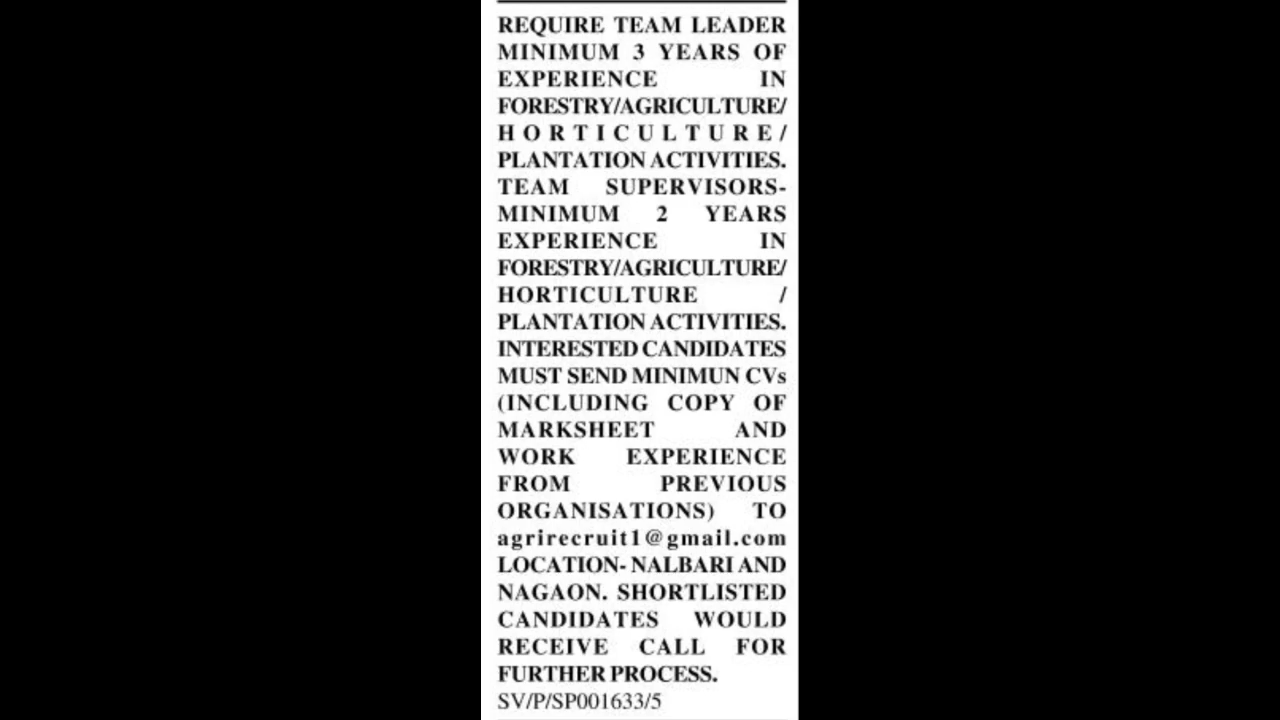 REQUIRE TEAM LEADER
MINIMUM 3 YEARS OF
EXPERIENCE IN
FORESTRY/AGRICULTURE/
HORTICULTURE/
PLANTATION ACTIVITIES.
TEAM SUPERVISORS-
MINIMUM 2 YEARS
EXPERIENCE IN
FORESTRY/AGRICULTURE/
HORTICULTURE /
PLANTATION ACTIVITIES.
INTERESTED CANDIDATES
MUST SEND MINIMUN CVs
(INCLUDING COPY OF
MARKSHEET AND
WORK EXPERIENCE
FROM PREVIOUS
ORGANISATIONS) TO
agrirecruit1@gmail.com
LOCATION- NALBARI AND
NAGAON. SHORTLISTED
CANDIDATES WOULD
RECEIVE CALL FOR
FURTHER PROCESS.
SV/P/SP001633/5